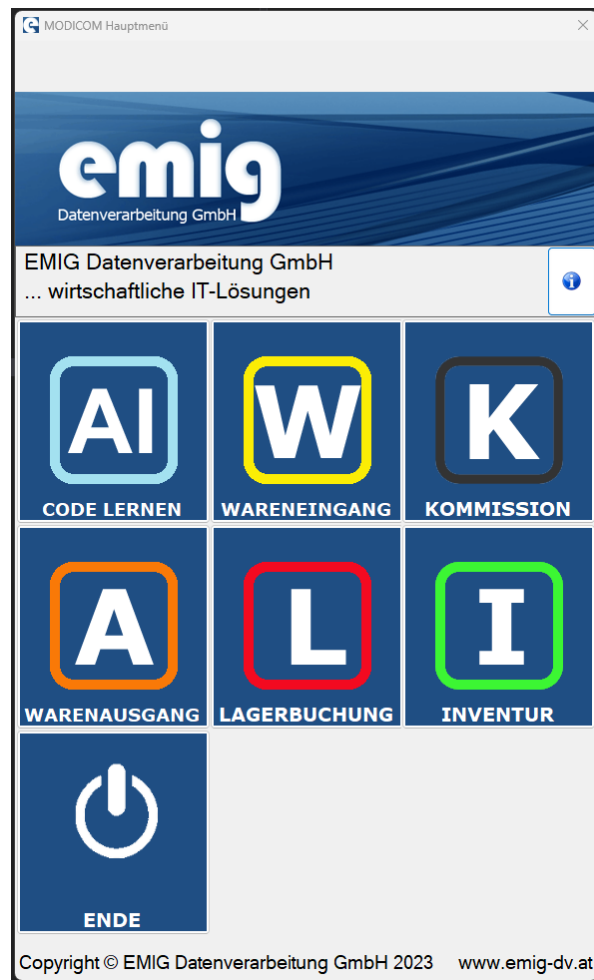 MODICOM Hauptmenü
emig
Datenverarbeitung GmbH
EMIG Datenverarbeitung GmbH
... wirtschaftliche IT-Lösungen
AI W K
CODE LERNEN WARENEINGANG KOMMISSION
A L I
WARENAUSGANG LAGERBUCHUNG INVENTUR
ENDE
Copyright © EMIG Datenverarbeitung GmbH 2023 www.emig-dv.at